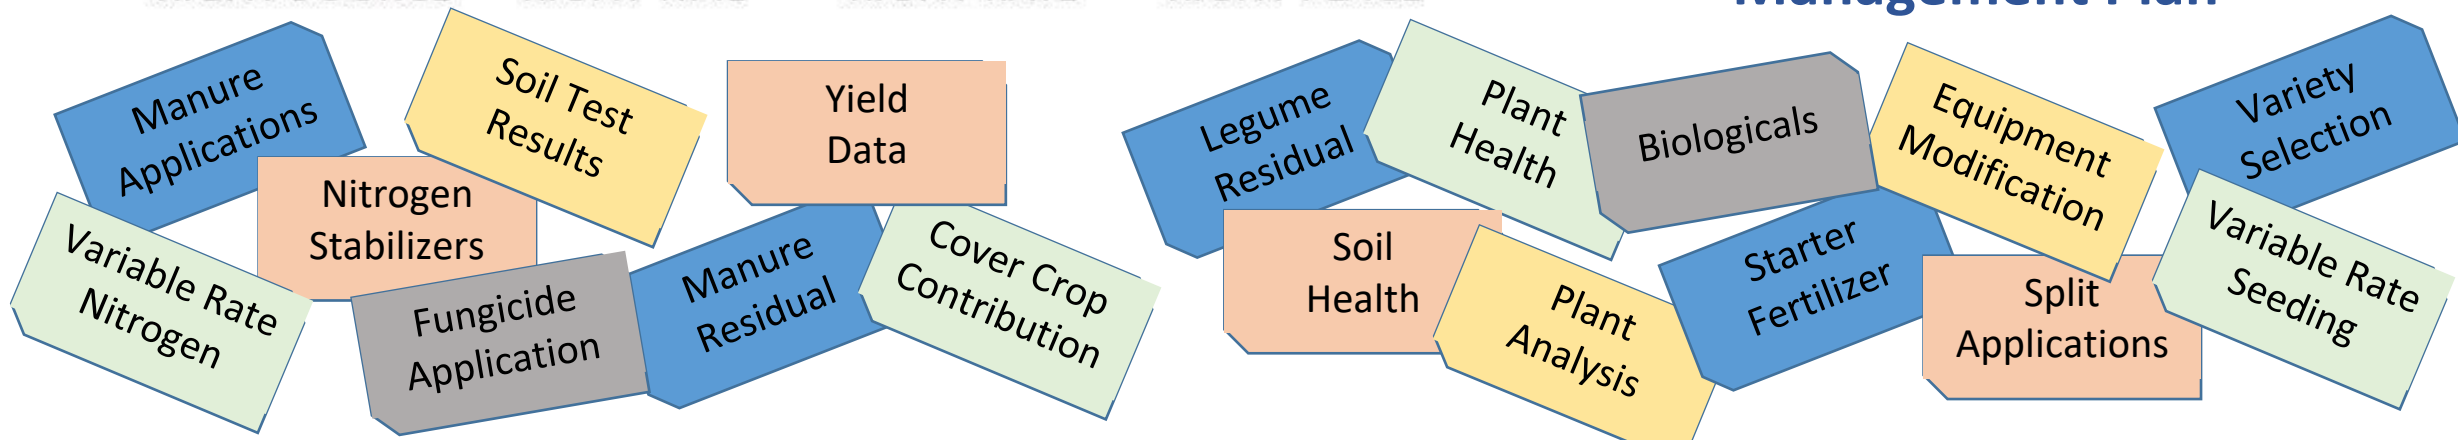 Management Plan
Manure
Applications
Soil Test
Results
Yield
Data
Nitrogen
Stabilizers
Variable Rate
Nitrogen
Fungicide
Application
Manure
Residual
Cover Crop
Contribution
Legume
Residual
Plant
Health
Biologicals
Equipment
Modification
Variety
Selection
Soil
Health
Plant
Analysis
Starter
Fertilizer
Split
Applications
Variable Rate
Seeding